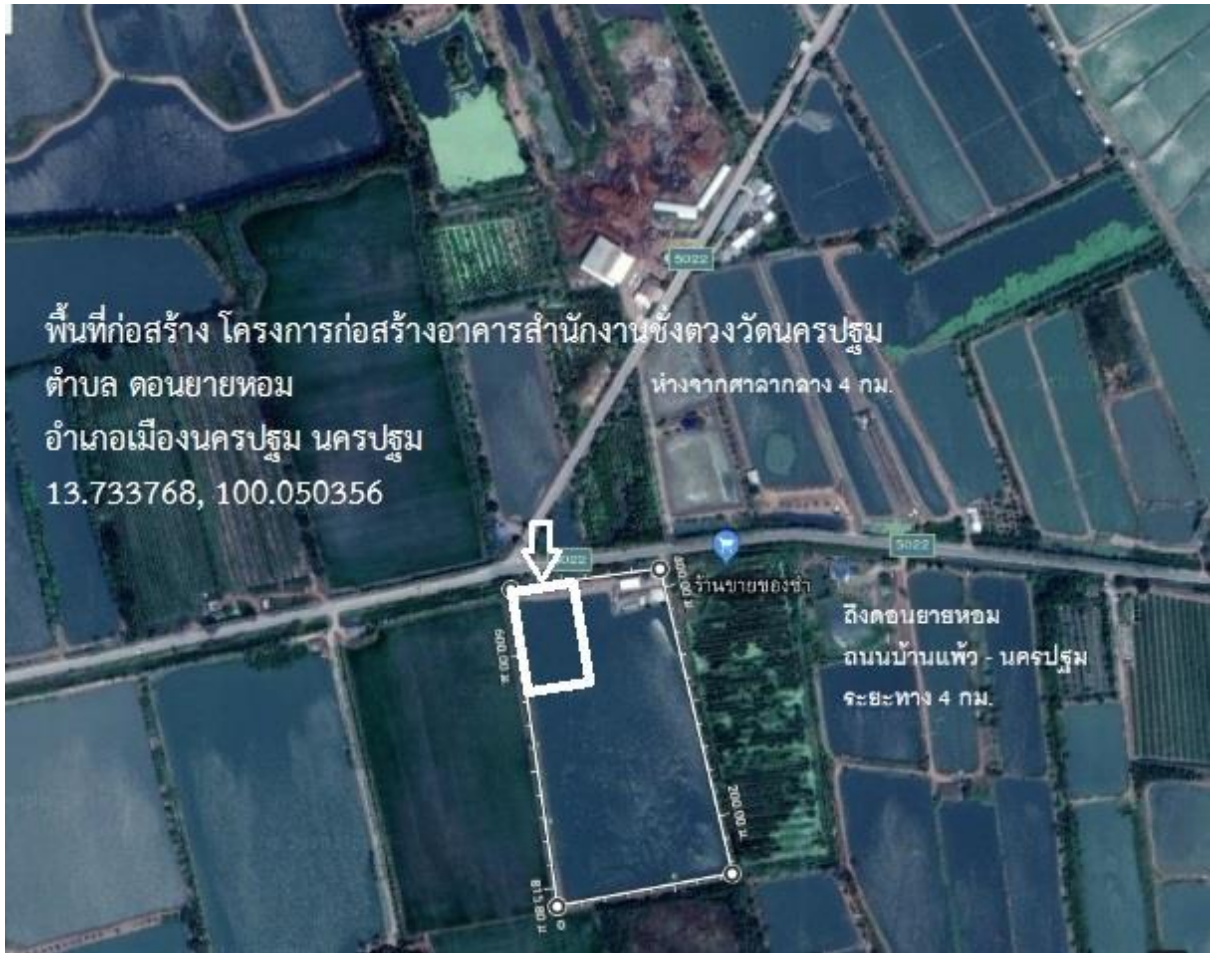 5022
พื้นที่ก่อสร้าง โครงการก่อสร้างอาคารสำนักงานชั่งตวงวัดนครปฐม
ตำบล ดอนยายหอม
ห่างจากศาลากลาง 4 กม.
อำเภอเมืองนครปฐม นครปฐม
13.733768, 100.050356
5022
5022
ร้านขายของชำ
600.00 ม
ถึงดอนยายหอม
ถนนบ้านแพ้ว - นครปฐม
ระยะทาง 4 กม.
200.00 ม
815.80 ม
0